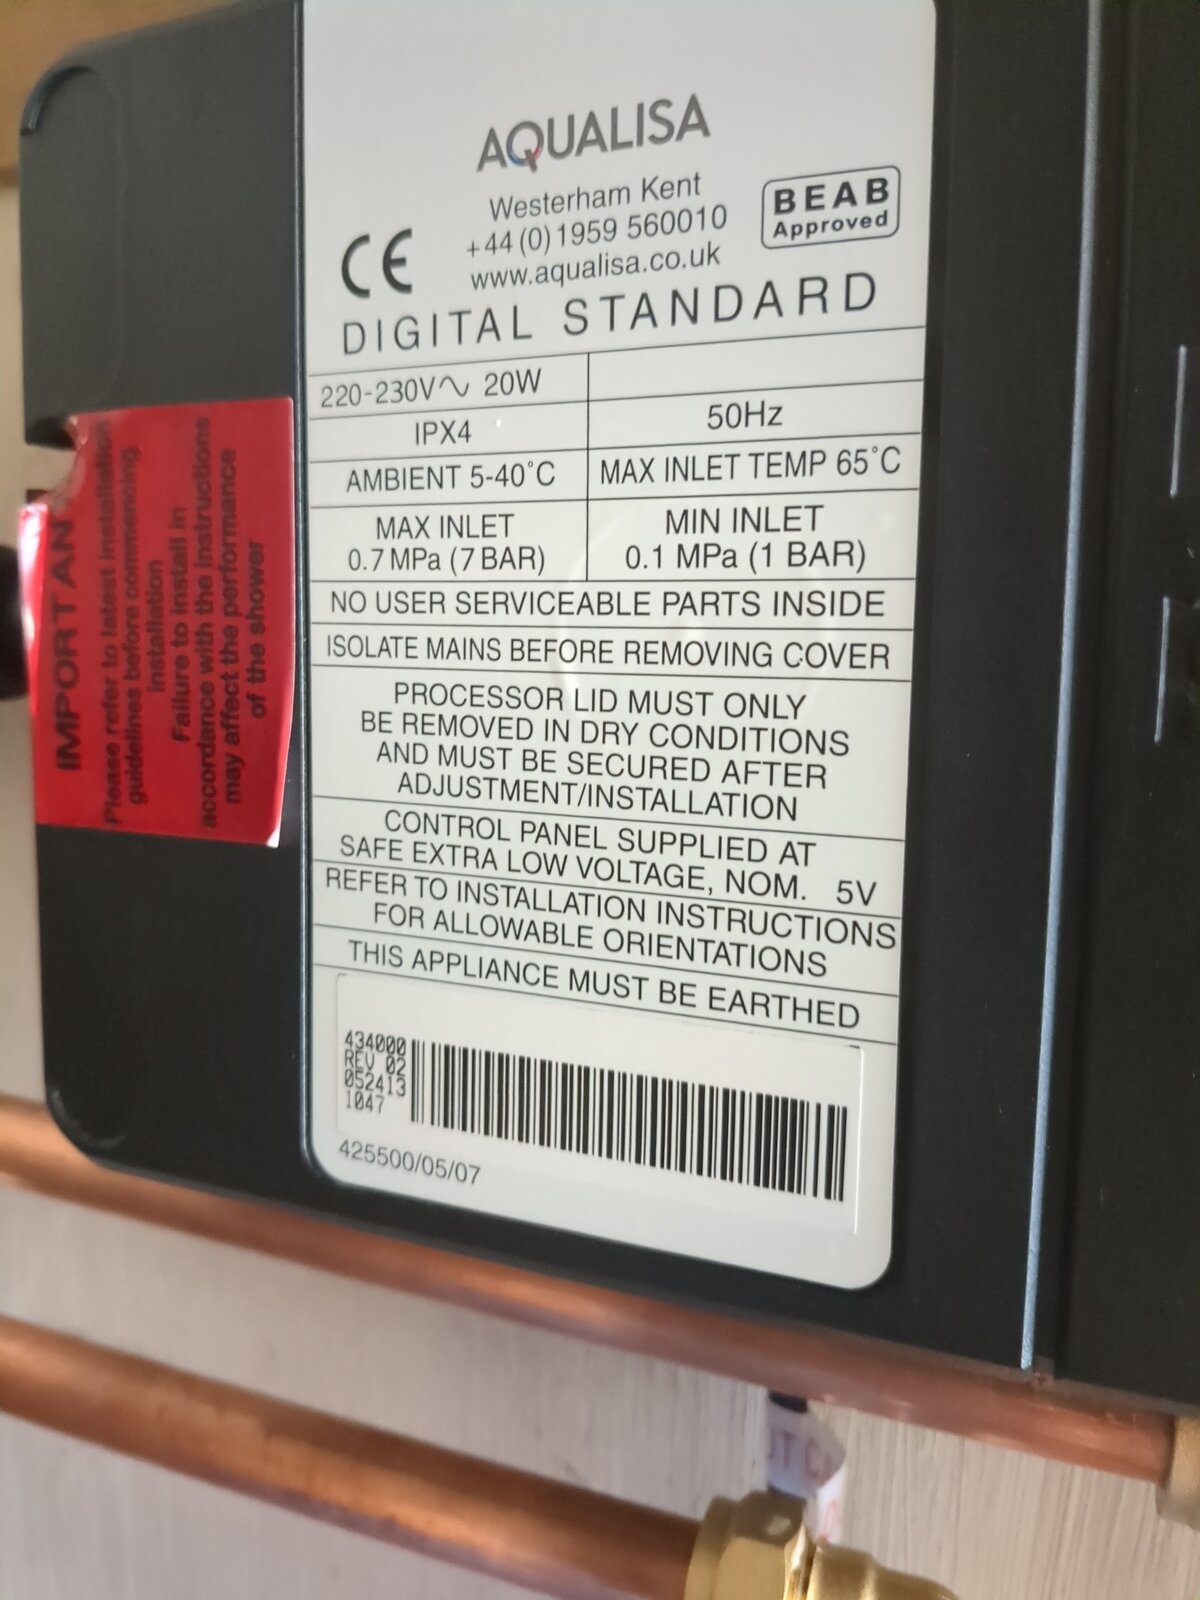 AQUALISA
Westerham Kent
+44 (0) 1959 560010
www.aqualisa.co.uk
CE
BEAB
Approved
DIGITAL STANDARD
220-230V∿ 20W
IPX4
50Hz
AMBIENT 5-40°C
MAX INLET TEMP 65°C
MAX INLET
0.7 MPa (7 BAR)
MIN INLET
0.1 MPa (1 BAR)
NO USER SERVICEABLE PARTS INSIDE
ISOLATE MAINS BEFORE REMOVING COVER
PROCESSOR LID MUST ONLY
BE REMOVED IN DRY CONDITIONS
AND MUST BE SECURED AFTER
ADJUSTMENT/INSTALLATION
CONTROL PANEL SUPPLIED AT
SAFE EXTRA LOW VOLTAGE, NOM. 5V
REFER TO INSTALLATION INSTRUCTIONS
FOR ALLOWABLE ORIENTATIONS
THIS APPLIANCE MUST BE EARTHED
434000
REV 02
052413
1047
425500/05/07
IMPORTAN
Please refer to latest installation
guidelines before commencing
installation
Failure to install in
accordance with the instructions
may affect the performance
of the shower